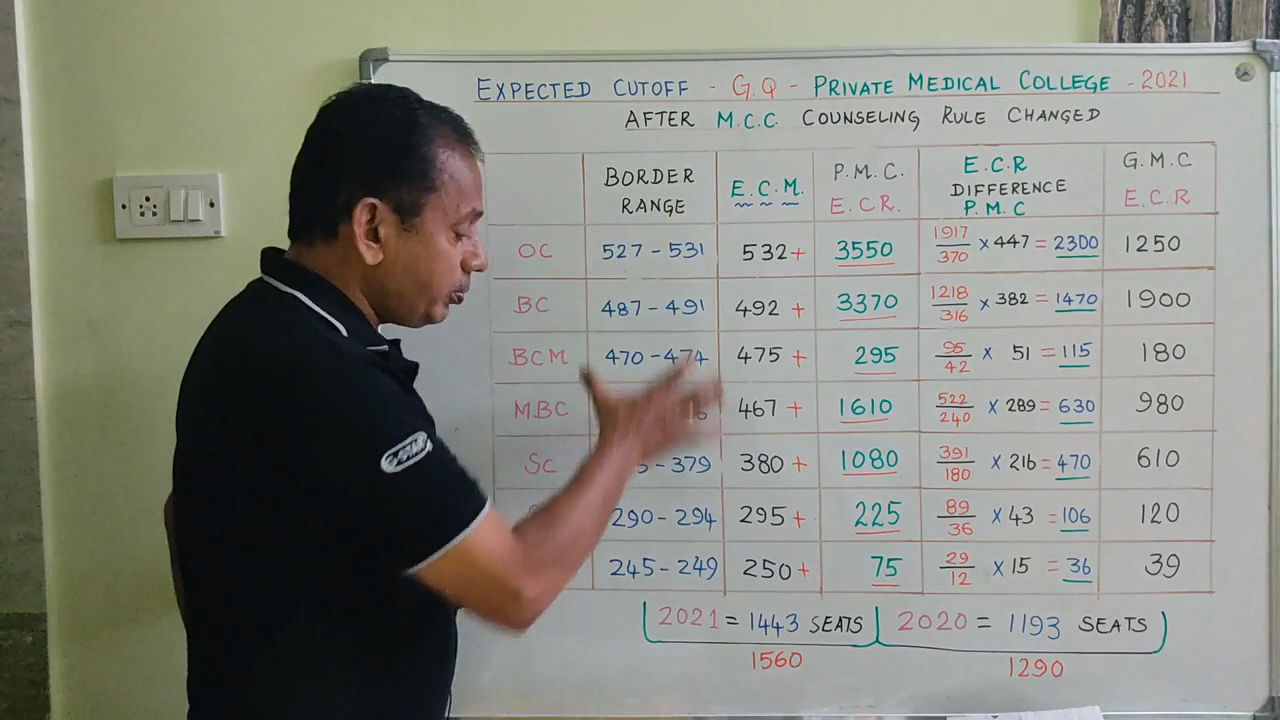 EXPECTED CUTOFF - G.Q - PRIVATE MEDICAL COLLEGE - 2021
AFTER M.C.C COUNSELING RULE CHANGED
BORDER RANGE E.C.M. P.M.C. E.C.R. E.C.R DIFFERENCE P.M.C G.M.C E.C.R
OC 527 - 531 532+ 3550 1917/370 × 447 = 2300 1250
BC 487 - 491 492 + 3370 1218/316 × 382 = 1470 1900
BCM 470 - 474 475 + 295 95/42 × 51 = 115 180
MBC 467 + 1610 522/240 × 289 = 630 980
SC - 379 380 + 1080 391/180 × 216 = 470 610
290 - 294 295 + 225 89/36 × 43 = 106 120
245 - 249 250+ 75 29/12 × 15 = 36 39
2021 = 1443 SEATS 2020 = 1193 SEATS
1560 1290